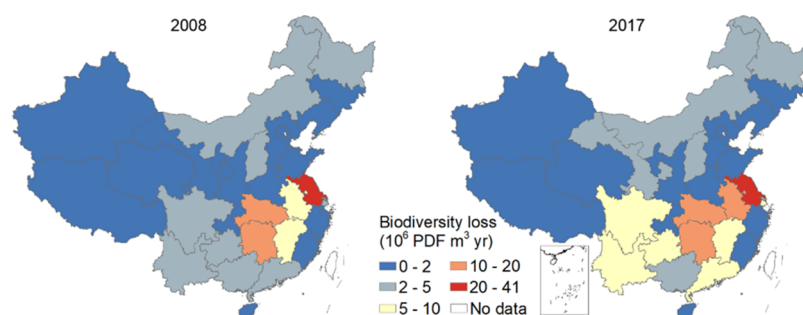 2008
2017
Biodiversity loss
(10⁶ PDF m³ yr)
0 - 2
10 - 20
2 - 5
20 - 41
5 - 10
No data